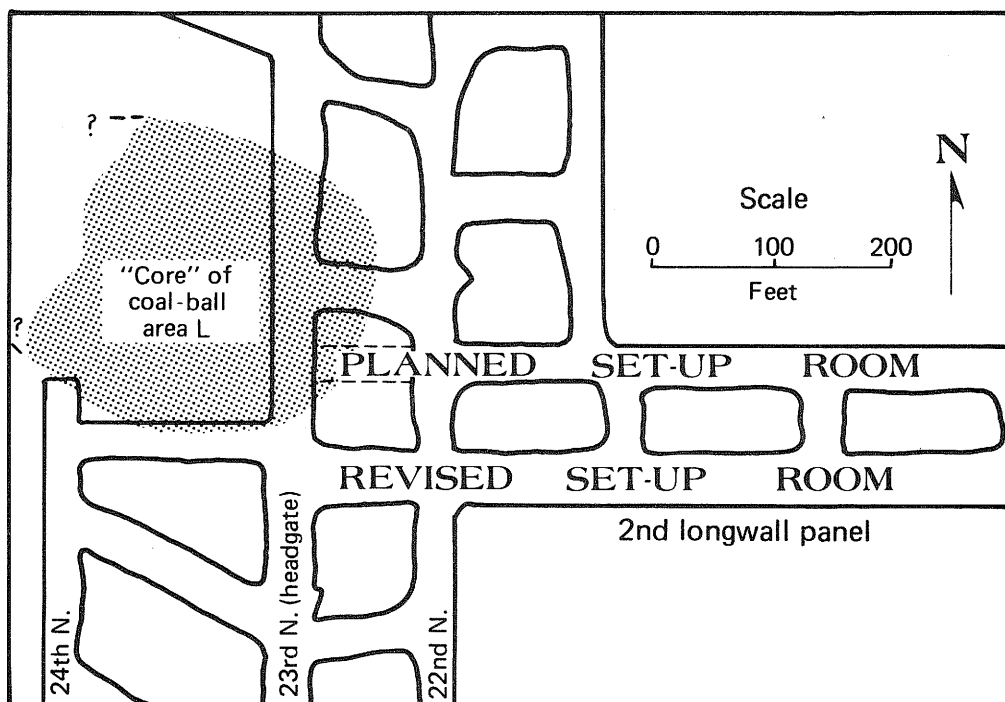 ?
N
Scale
0 100 200
Feet
"Core" of
coal-ball
area L
?
PLANNED SET-UP ROOM
REVISED SET-UP ROOM
2nd longwall panel
24th N.
23rd N. (headgate)
22nd N.